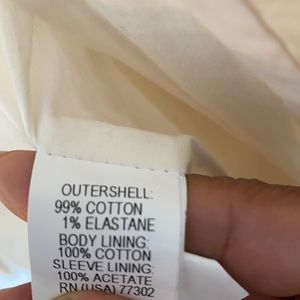 OUTERSHELL:
99% COTTON
1% ELASTANE
BODY LINING:
100% COTTON
SLEEVE LINING:
100% ACETATE
RN (USA) 77302